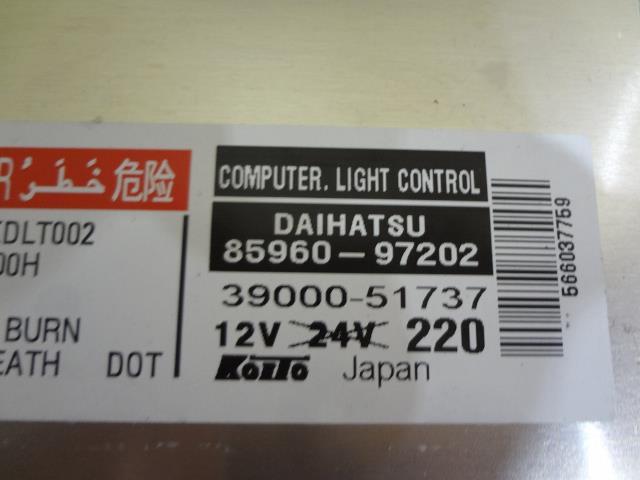 R خَطَرُ 危险
DLT002
00H
BURN
EATH DOT
COMPUTER. LIGHT CONTROL
DAIHATSU
85960-97202
39000-51737
12V 24V 220
KOITO Japan
566037759